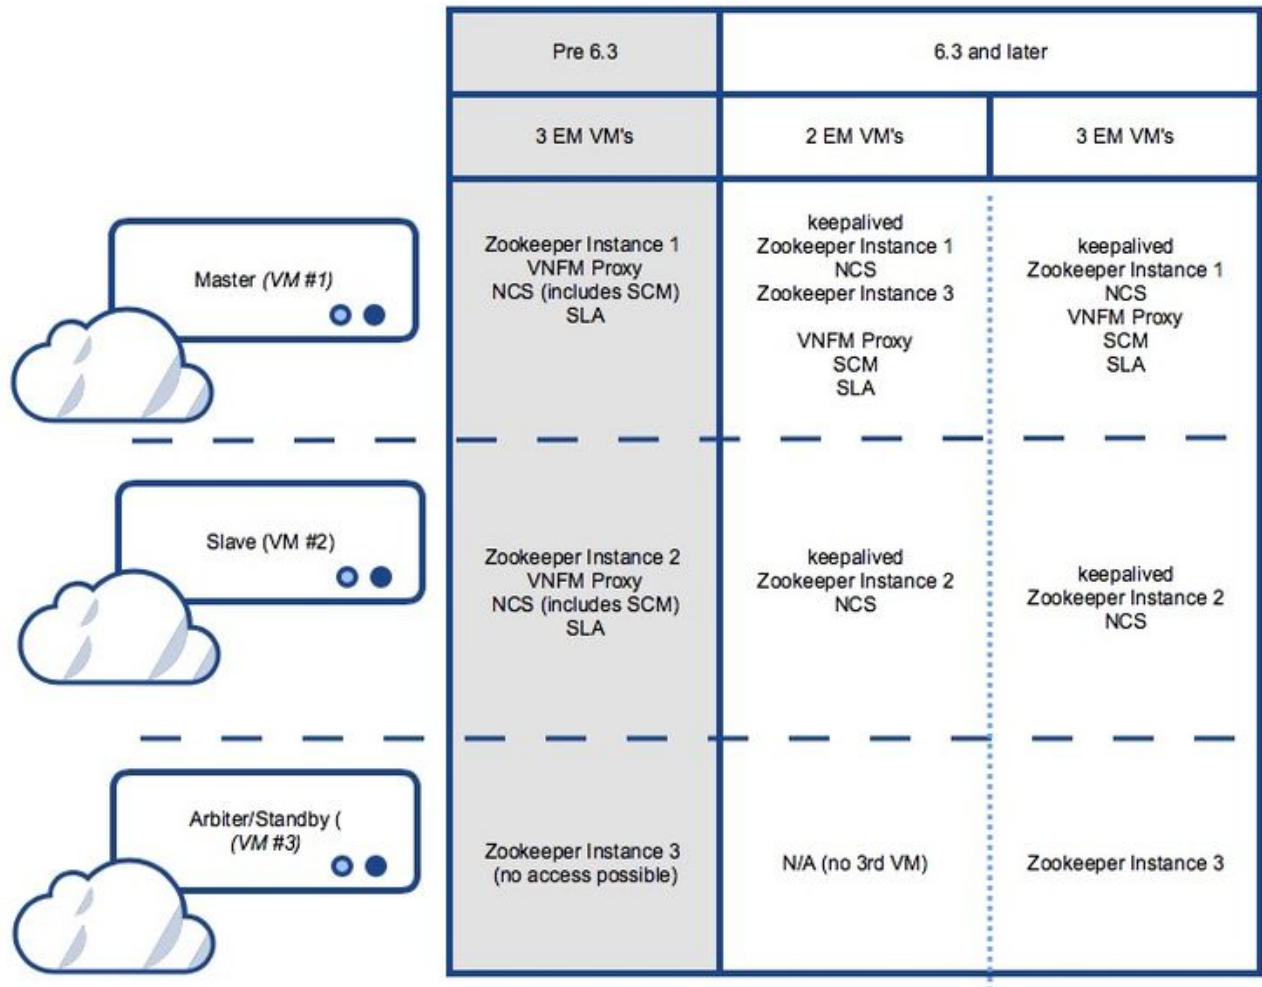 Pre 6.3
6.3 and later
3 EM VM's
2 EM VM's
3 EM VM's
Master (VM #1)
Zookeeper Instance 1
VNFM Proxy
NCS (includes SCM)
SLA
keepalived
Zookeeper Instance 1
NCS
Zookeeper Instance 3
VNFM Proxy
SCM
SLA
keepalived
Zookeeper Instance 1
NCS
VNFM Proxy
SCM
SLA
Slave (VM #2)
Zookeeper Instance 2
VNFM Proxy
NCS (includes SCM)
SLA
keepalived
Zookeeper Instance 2
NCS
keepalived
Zookeeper Instance 2
NCS
Arbiter/Standby (
(VM #3)
Zookeeper Instance 3
(no access possible)
N/A (no 3rd VM)
Zookeeper Instance 3